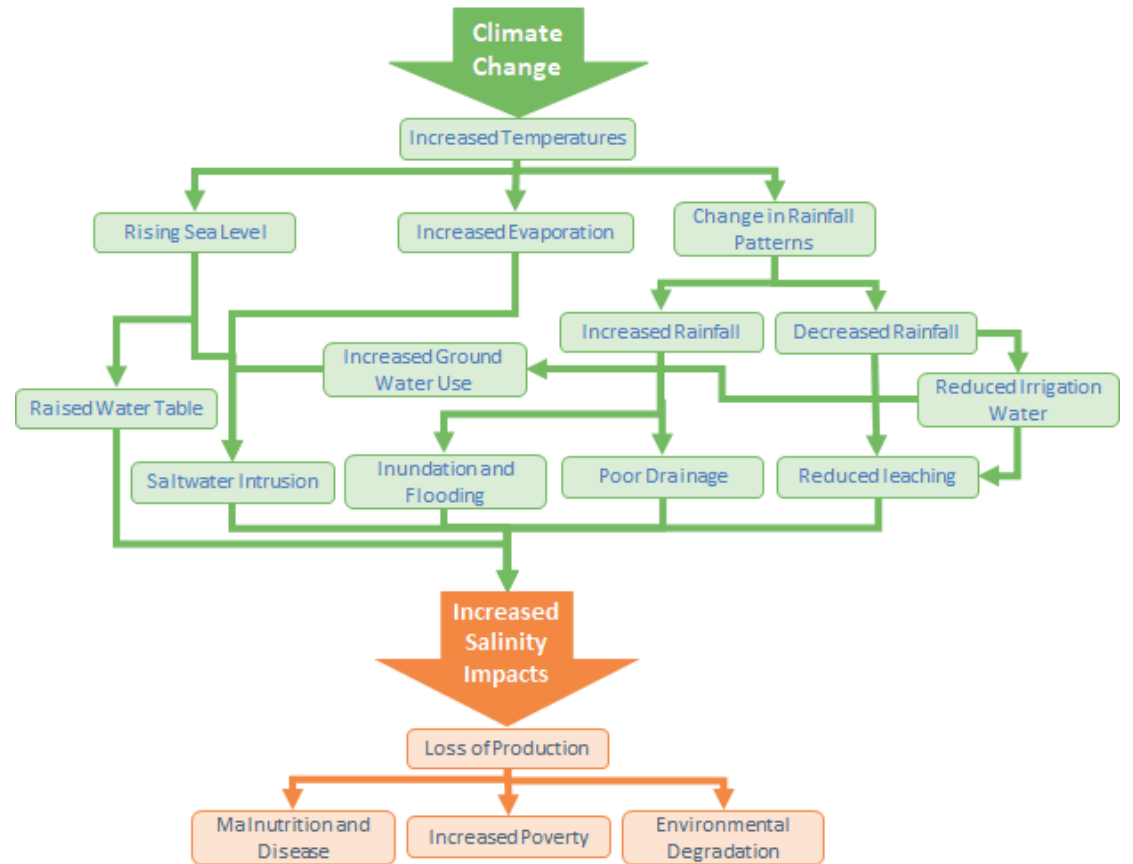 Climate
Change
Increased Temperatures
Rising Sea Level
Increased Evaporation
Change in Rainfall
Patterns
Increased Rainfall
Decreased Rainfall
Increased Ground
Water Use
Reduced Irrigation
Water
Raised Water Table
Saltwater Intrusion
Inundation and
Flooding
Poor Drainage
Reduced leaching
Increased
Salinity
Impacts
Loss of Production
Malnutrition and
Disease
Increased Poverty
Environmental
Degradation